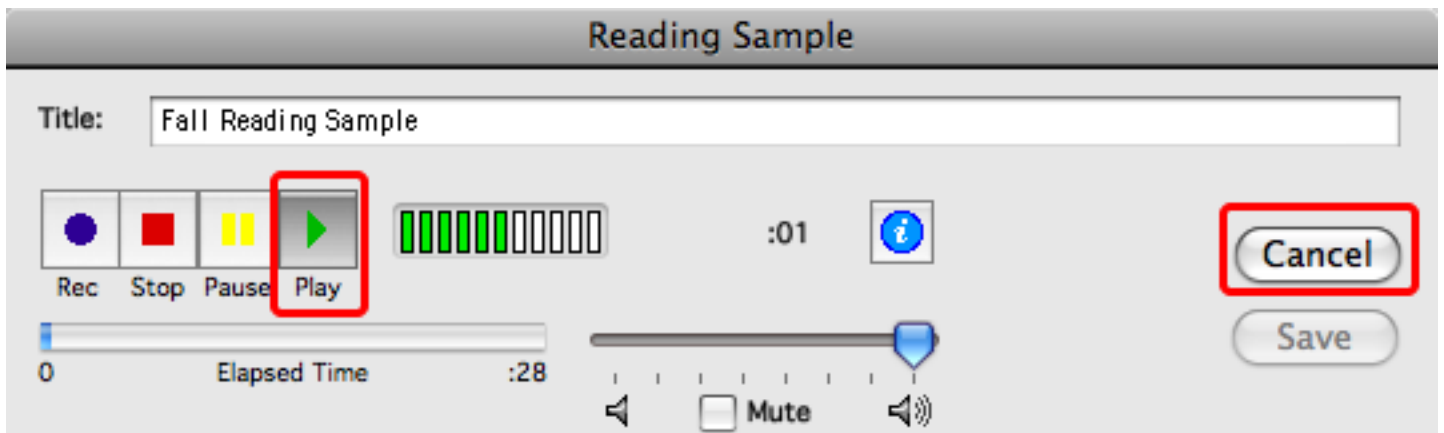 Reading Sample
Title: Fall Reading Sample
:01
i
Cancel
Rec Stop Pause Play
Save
0 Elapsed Time :28
Mute